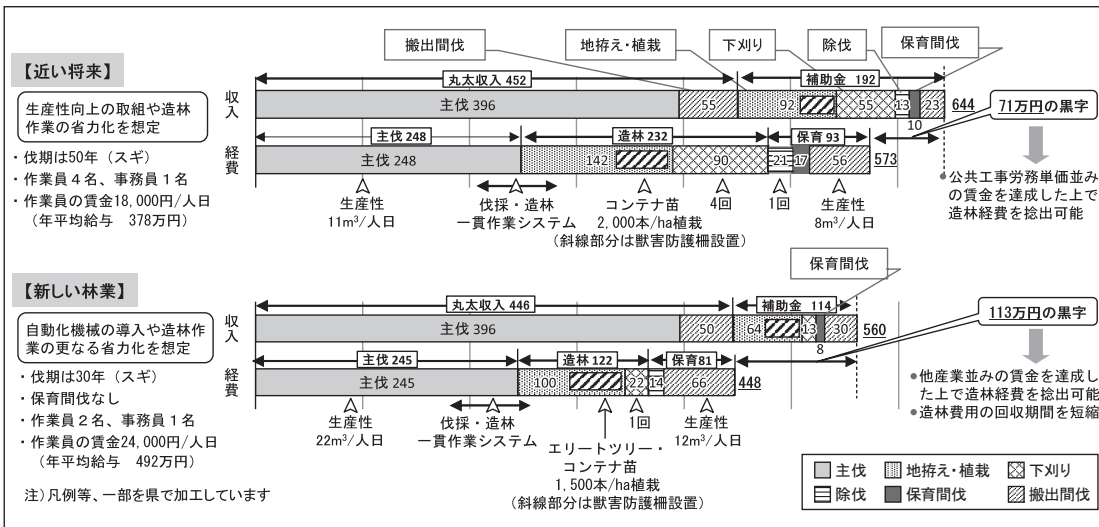 搬出間伐
地拵え・植栽
下刈り
除伐
保育間伐
【近い将来】
生産性向上の取組や造林
作業の省力化を想定
・伐期は50年（スギ）
・作業員４名、事務員１名
・作業員の賃金18,000円/人日
（年平均給与　378万円）
丸太収入 452
補助金 192
収入
主伐 396
55
92
55
13
10
23
644
71万円の黒字
主伐 248
造林 232
保育 93
経費
主伐 248
142
90
21
17
56
573
生産性
11m³/人日
伐採・造林
一貫作業システム
コンテナ苗
2,000本/ha植栽
（斜線部分は獣害防護柵設置）
4回
1回
生産性
8m³/人日
●公共工事労務単価並み
の賃金を達成した上で
造林経費を捻出可能
【新しい林業】
自動化機械の導入や造林作
業の更なる省力化を想定
・伐期は30年（スギ）
・保育間伐なし
・作業員２名、事務員１名
・作業員の賃金24,000円/人日
（年平均給与　492万円）
注）凡例等、一部を県で加工しています
保育間伐
丸太収入 446
補助金 114
収入
主伐 396
50
64
13
8
30
560
113万円の黒字
主伐 245
造林 122
保育81
経費
主伐 245
100
22
14
66
448
生産性
22m³/人日
伐採・造林
一貫作業システム
エリートツリー・
コンテナ苗
1,500本/ha植栽
（斜線部分は獣害防護柵設置）
1回
生産性
12m³/人日
●他産業並みの賃金を達成し
た上で造林経費を捻出可能
●造林費用の回収期間を短縮
主伐
地拵え・植栽
下刈り
除伐
保育間伐
搬出間伐